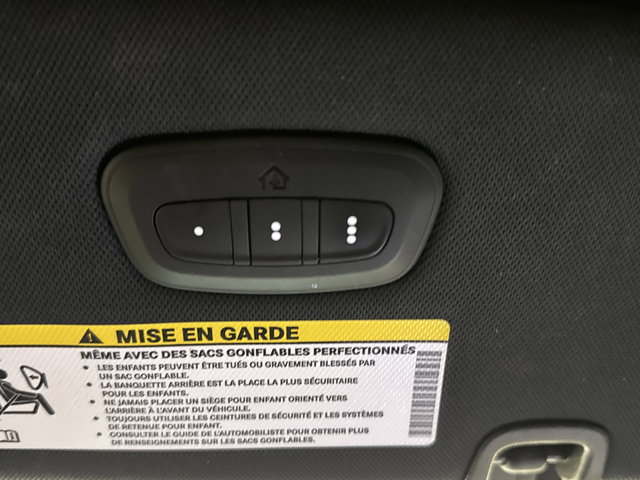 MISE EN GARDE
MÊME AVEC DES SACS GONFLABLES PERFECTIONNÉS
• LES ENFANTS PEUVENT ÊTRE TUÉS OU GRAVEMENT BLESSÉS PAR
UN SAC GONFLABLE.
• LA BANQUETTE ARRIÈRE EST LA PLACE LA PLUS SÉCURITAIRE
POUR LES ENFANTS.
• NE JAMAIS PLACER UN SIÈGE POUR ENFANT ORIENTÉ VERS
L'ARRIÈRE À L'AVANT DU VÉHICULE.
• TOUJOURS UTILISER LES CEINTURES DE SÉCURITÉ ET LES SYSTÈMES
DE RETENUE POUR ENFANT.
• CONSULTER LE GUIDE DE L'AUTOMOBILISTE POUR OBTENIR PLUS
DE RENSEIGNEMENTS SUR LES SACS GONFLABLES.